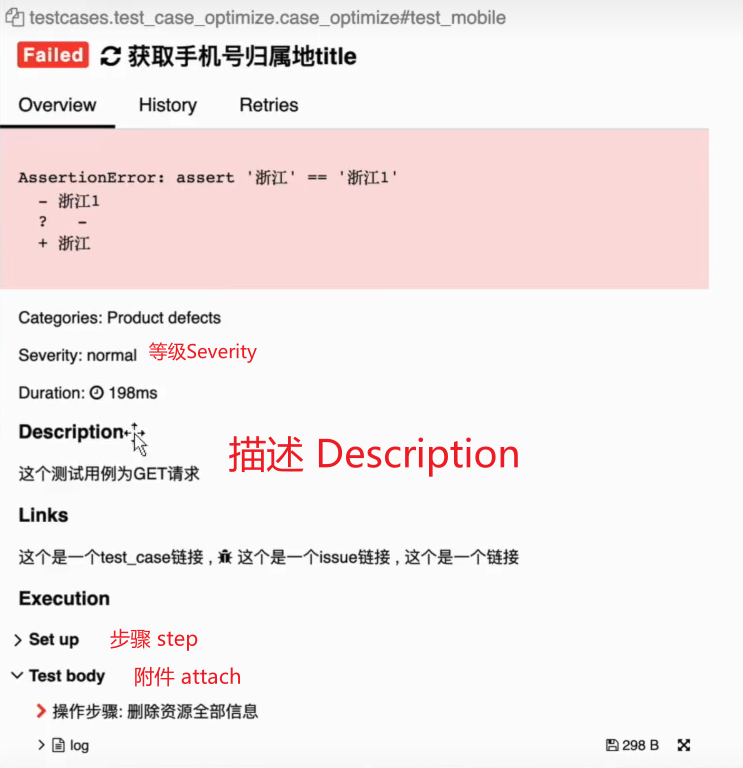 testcases.test_case_optimize.case_optimize#test_mobile
Failed 获取手机号归属地title
Overview History Retries
AssertionError: assert '浙江' == '浙江1'
- 浙江1
? -
+ 浙江
Categories: Product defects
Severity: normal 等级Severity
Duration: 198ms
Description
描述 Description
这个测试用例为GET请求
Links
这个是一个test_case链接 , 这个是一个issue链接 , 这个是一个链接
Execution
Set up 步骤 step
Test body 附件 attach
操作步骤: 删除资源全部信息
log 298 B